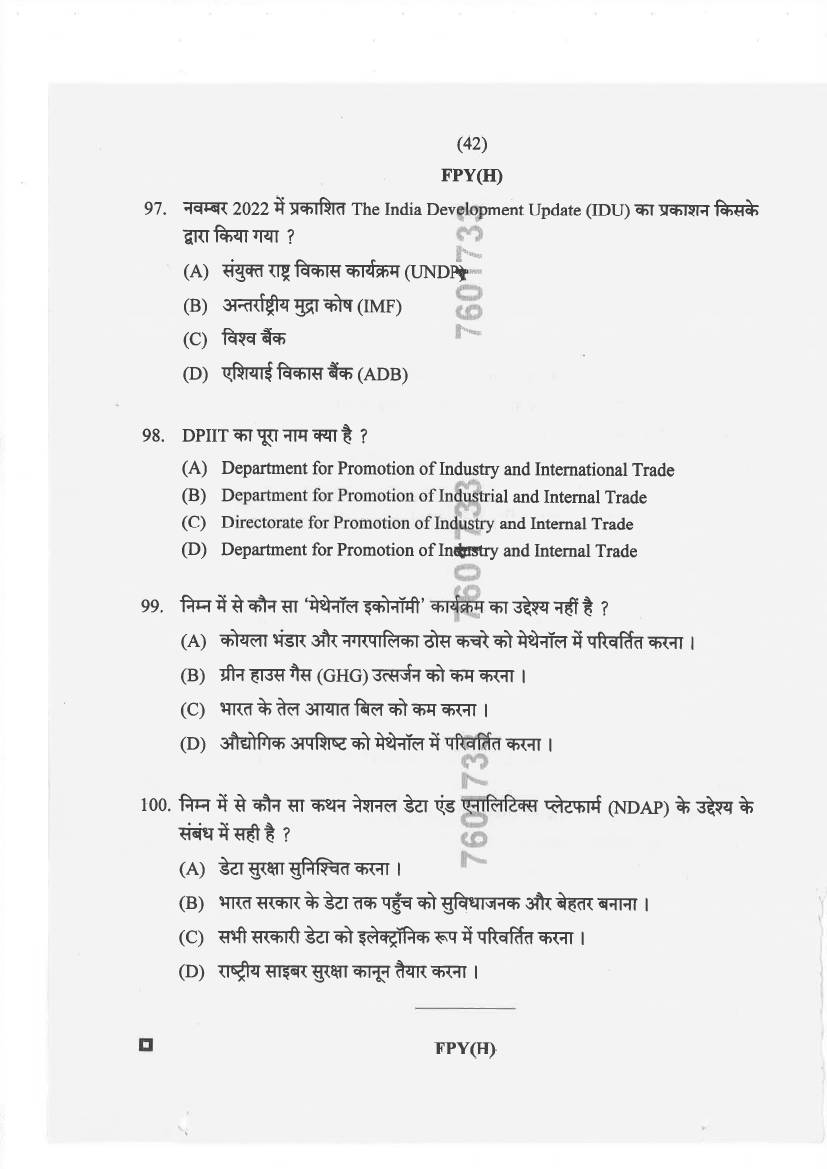 (42)
FPY(H)
97. नवम्बर 2022 में प्रकाशित The India Development Update (IDU) का प्रकाशन किसके
द्वारा किया गया ?
(A) संयुक्त राष्ट्र विकास कार्यक्रम (UNDP)
(B) अन्तर्राष्ट्रीय मुद्रा कोष (IMF)
(C) विश्व बैंक
(D) एशियाई विकास बैंक (ADB)
7601733
98. DPIIT का पूरा नाम क्या है ?
(A) Department for Promotion of Industry and International Trade
(B) Department for Promotion of Industrial and Internal Trade
(C) Directorate for Promotion of Industry and Internal Trade
(D) Department for Promotion of Industry and Internal Trade
7601733
99. निम्न में से कौन सा ‘मेथेनॉल इकोनॉमी’ कार्यक्रम का उद्देश्य नहीं है ?
(A) कोयला भंडार और नगरपालिका ठोस कचरे को मेथेनॉल में परिवर्तित करना ।
(B) ग्रीन हाउस गैस (GHG) उत्सर्जन को कम करना ।
(C) भारत के तेल आयात बिल को कम करना ।
(D) औद्योगिक अपशिष्ट को मेथेनॉल में परिवर्तित करना ।
7601733
100. निम्न में से कौन सा कथन नेशनल डेटा एंड एनालिटिक्स प्लेटफार्म (NDAP) के उद्देश्य के
संबंध में सही है ?
(A) डेटा सुरक्षा सुनिश्चित करना ।
(B) भारत सरकार के डेटा तक पहुँच को सुविधाजनक और बेहतर बनाना ।
(C) सभी सरकारी डेटा को इलेक्ट्रॉनिक रूप में परिवर्तित करना ।
(D) राष्ट्रीय साइबर सुरक्षा कानून तैयार करना ।
FPY(H)